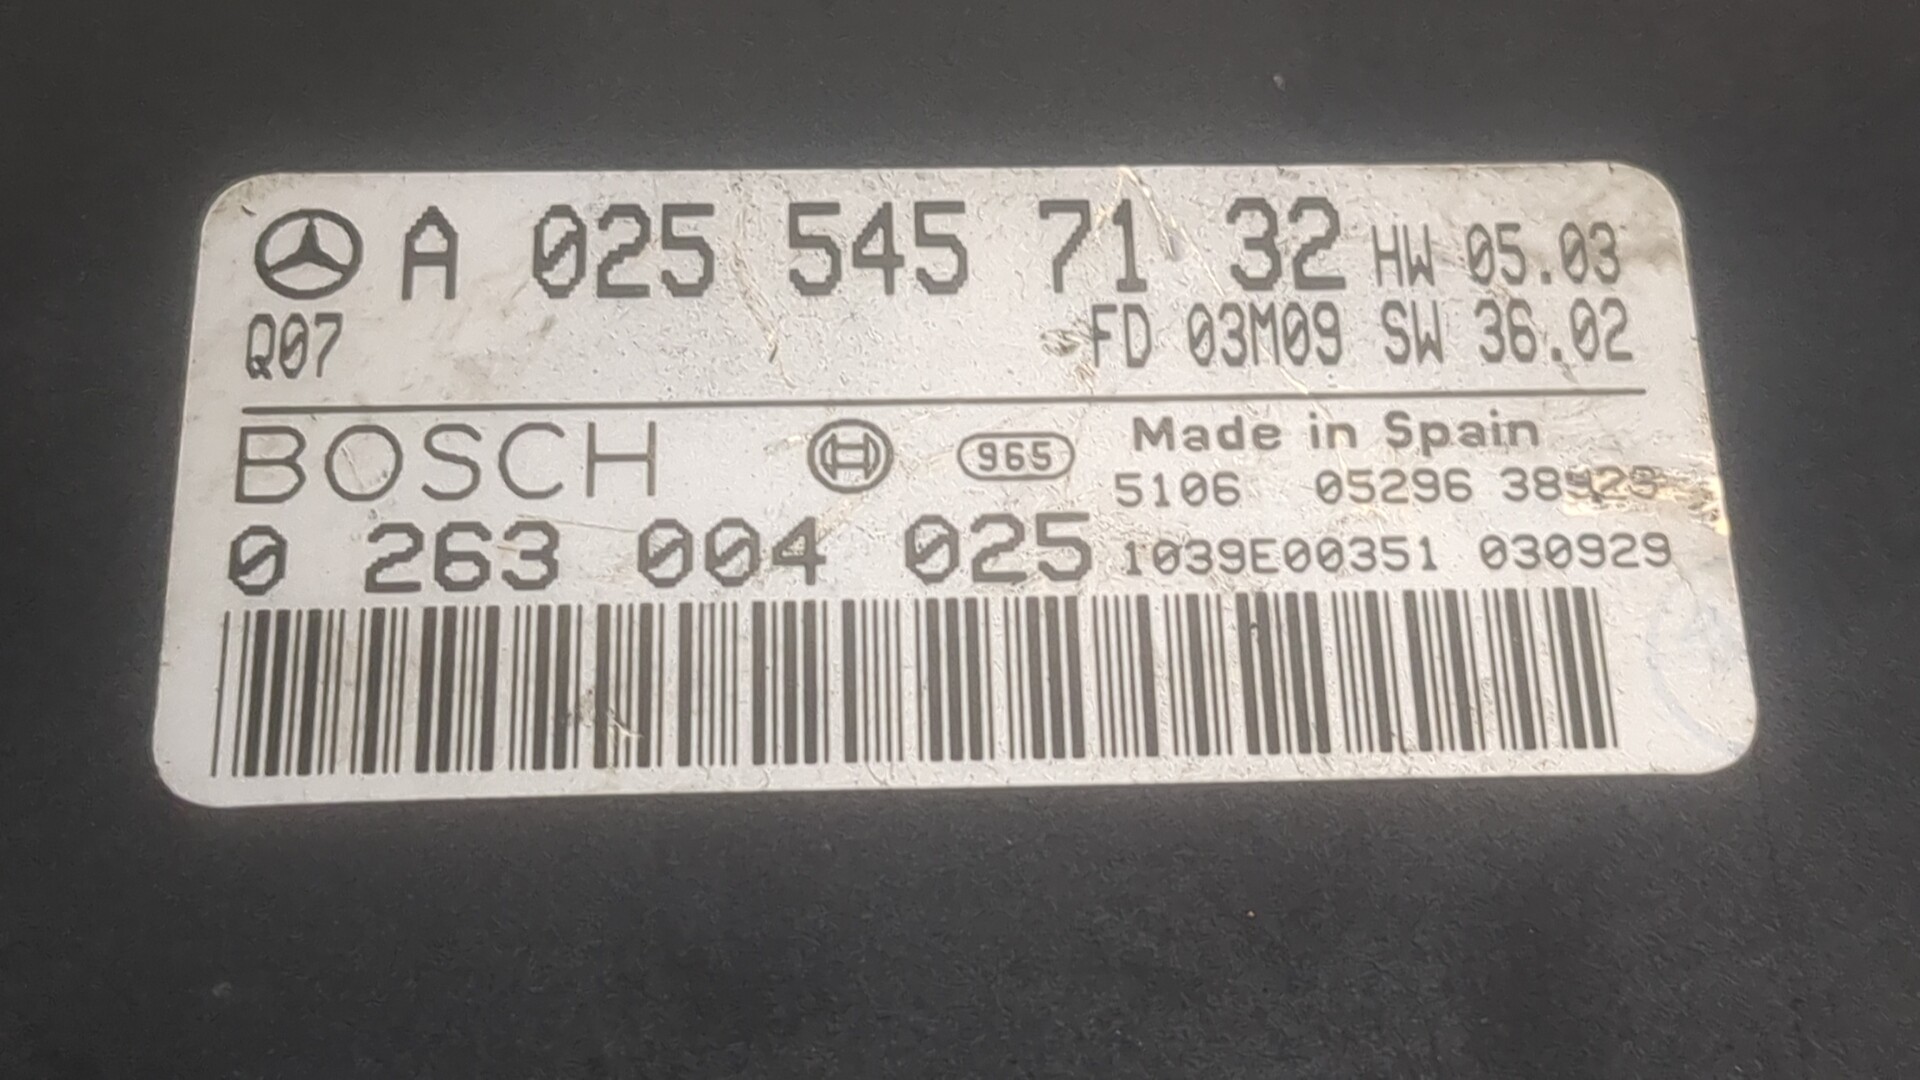 A 025 545 71 32 HW 05.03
Q07 FD 03M09 SW 36.02
BOSCH 965 Made in Spain
5106 05296
0 263 004 025 1039E00351 030929